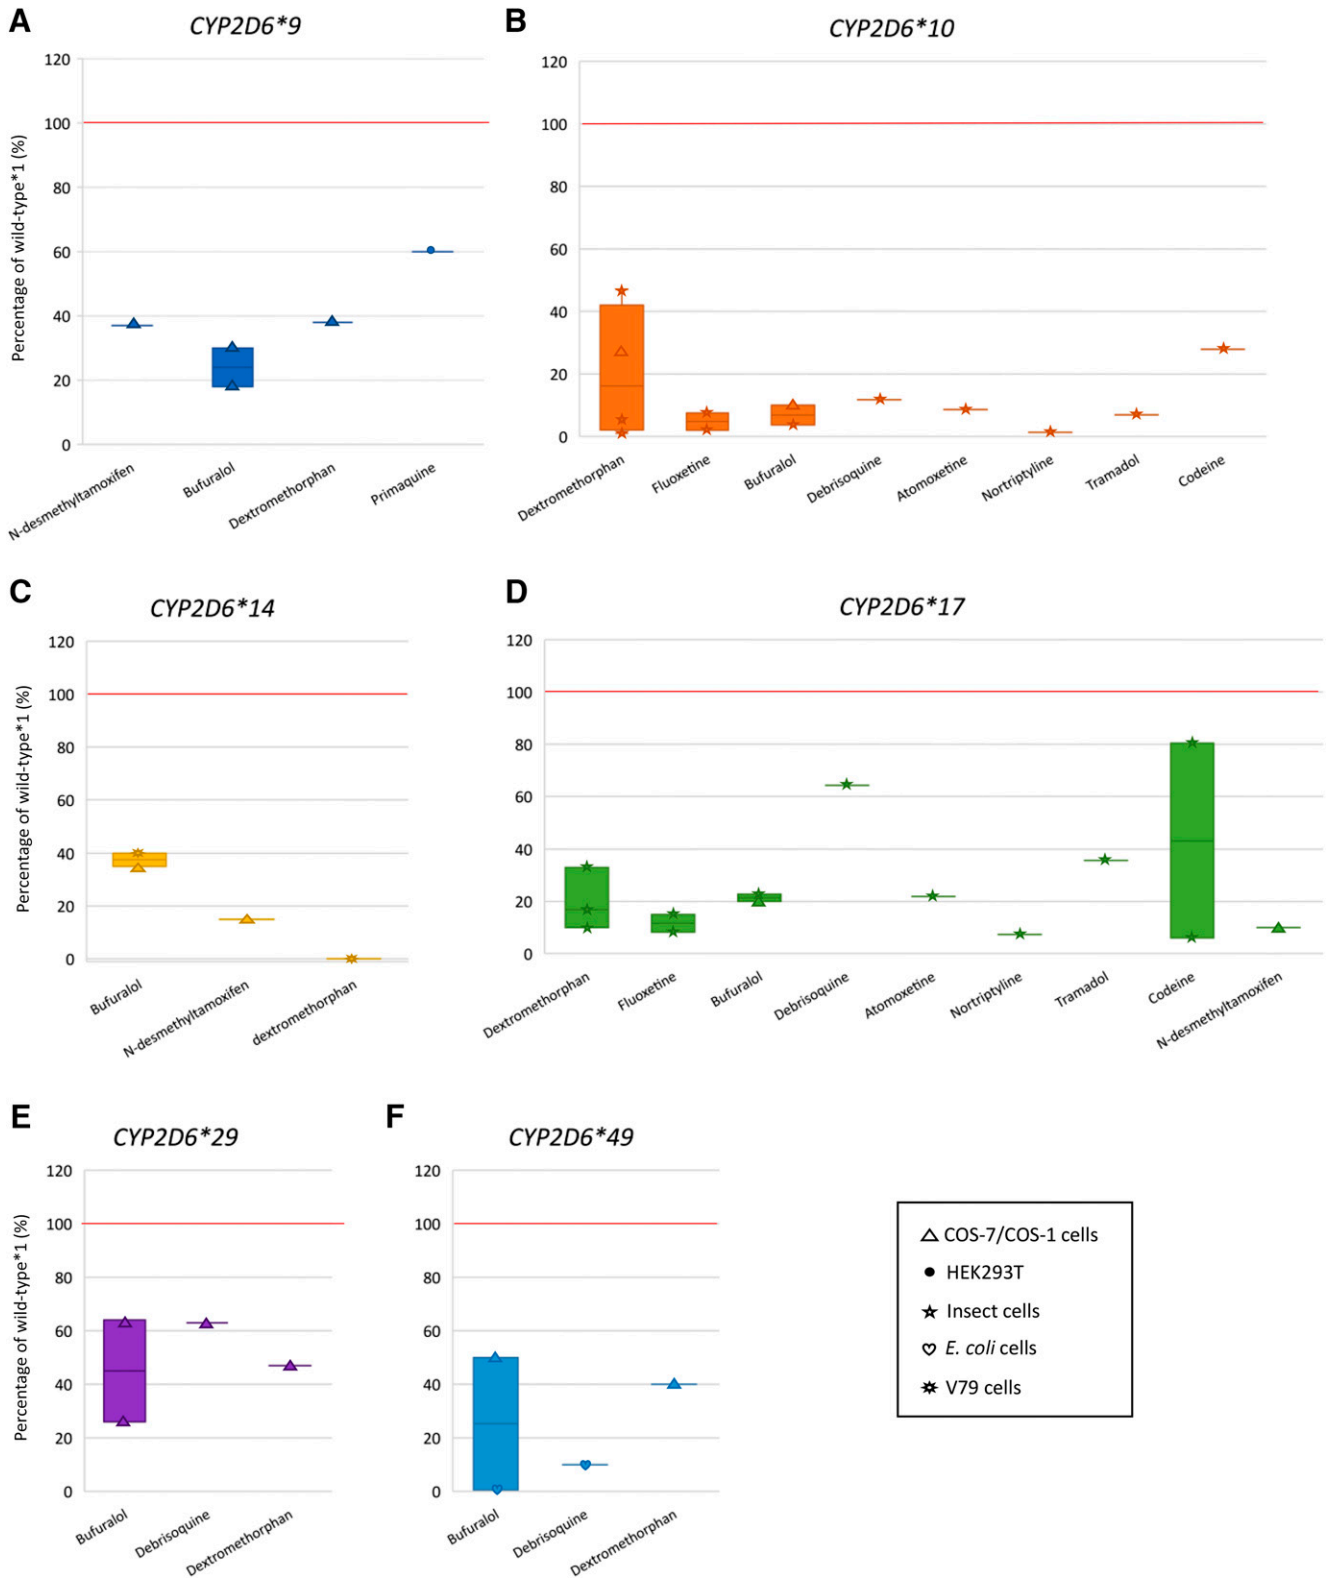 A
CYP2D6*9
Percentage of wild-type*1 (%)
120
100
80
60
40
20
0
N-desmethyltamoxifen
Bufuralol
Dextromethorphan
Primaquine
B
CYP2D6*10
120
100
80
60
40
20
0
Dextromethorphan
Fluoxetine
Bufuralol
Debrisoquine
Atomoxetine
Nortriptyline
Tramadol
Codeine
C
CYP2D6*14
Percentage of wild-type*1 (%)
120
100
80
60
40
20
0
Bufuralol
N-desmethyltamoxifen
dextromethorphan
D
CYP2D6*17
120
100
80
60
40
20
0
Dextromethorphan
Fluoxetine
Bufuralol
Debrisoquine
Atomoxetine
Nortriptyline
Tramadol
Codeine
N-desmethyltamoxifen
E
CYP2D6*29
Percentage of wild-type*1 (%)
120
100
80
60
40
20
0
Bufuralol
Debrisoquine
Dextromethorphan
F
CYP2D6*49
120
100
80
60
40
20
0
Bufuralol
Debrisoquine
Dextromethorphan
COS-7/COS-1 cells
HEK293T
Insect cells
E. coli cells
V79 cells